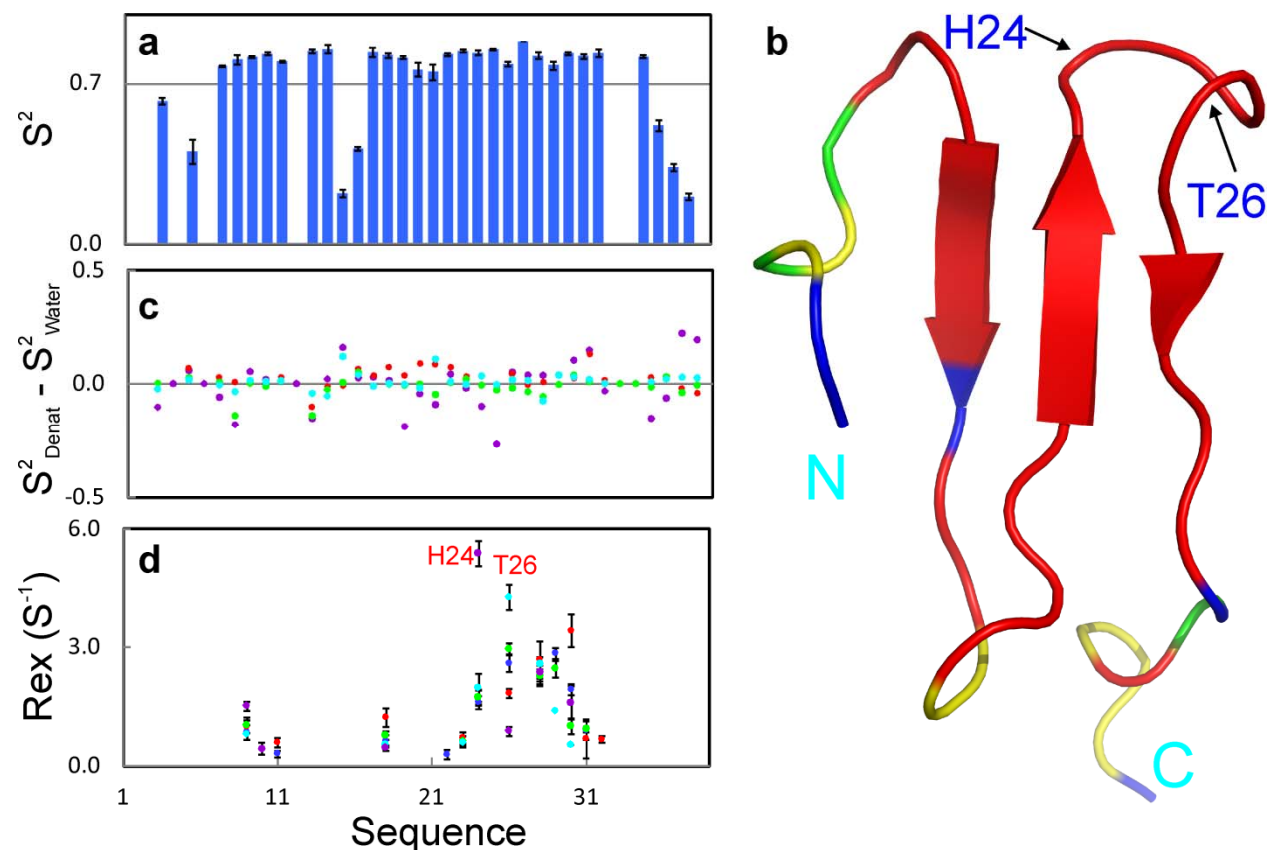 a
S²
0.7
0.0
b
H24
T26
N
C
c
S²Denat - S²Water
0.5
0.0
-0.5
d
Rex (S⁻¹)
6.0
3.0
0.0
H24
T26
1 11 21 31
Sequence